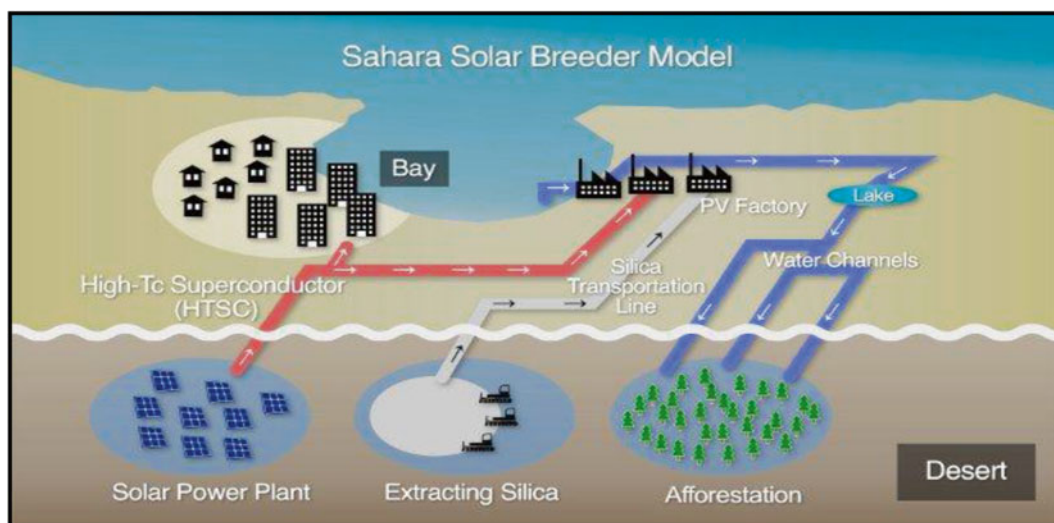 Sahara Solar Breeder Model
Bay
PV Factory
Lake
High-Tc Superconductor
(HTSC)
Silica
Transportation
Line
Water Channels
Solar Power Plant
Extracting Silica
Afforestation
Desert